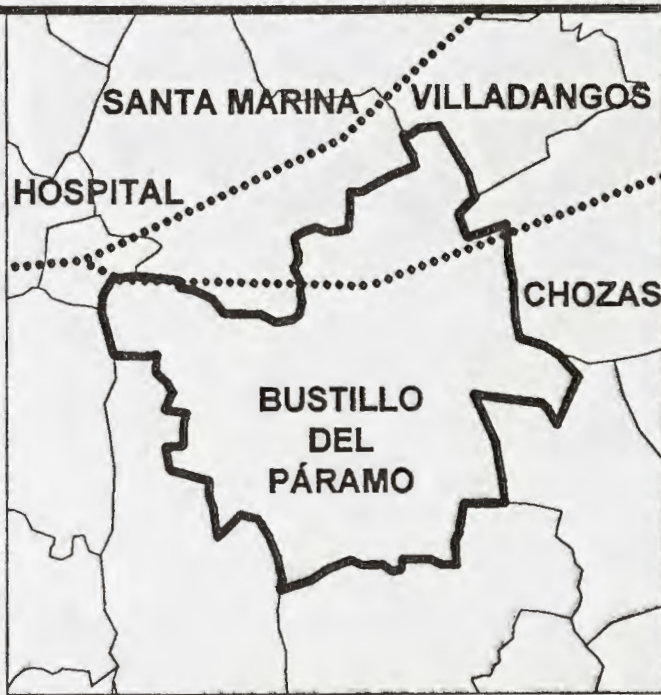 SANTA MARINA
VILLADANGOS
HOSPITAL
CHOZAS
BUSTILLO
DEL
PÁRAMO